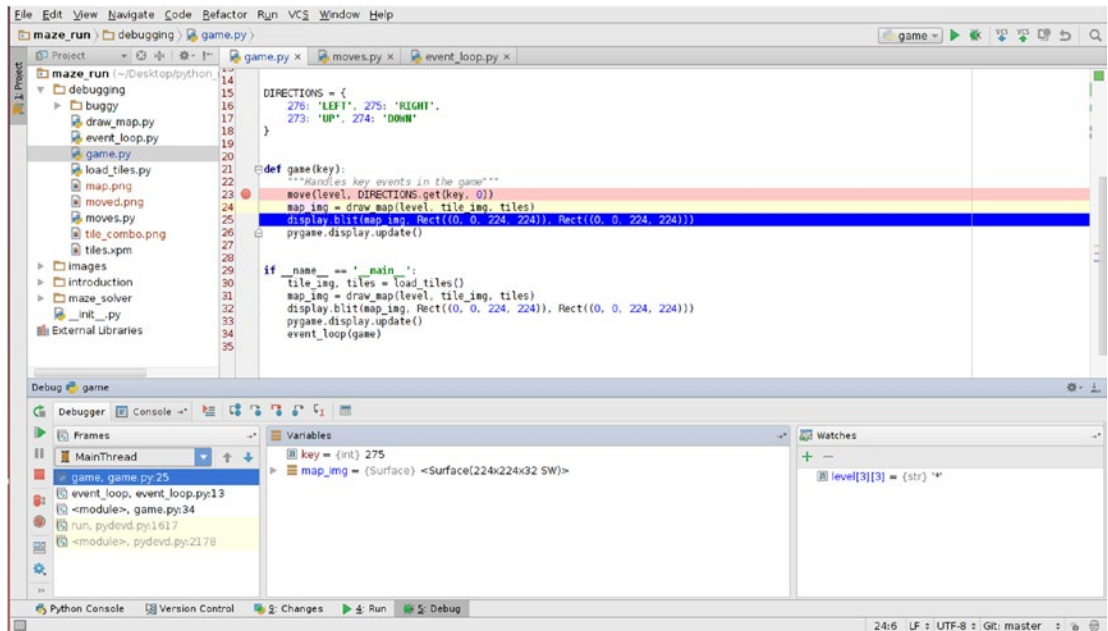 File Edit View Navigate Code Refactor Run VCS Window Help
maze_run debugging game.py game
1: Project
Project
game.py × moves.py × event_loop.py ×
maze_run (~/Desktop/python_
debugging
buggy
draw_map.py
event_loop.py
game.py
load_tiles.py
map.png
moved.png
moves.py
tile_combo.png
tiles.xpm
images
introduction
maze_solver
__init__.py
External Libraries
14
15 DIRECTIONS = {
16 276: 'LEFT', 275: 'RIGHT',
17 273: 'UP', 274: 'DOWN'
18 }
19
20
21 def game(key):
22 """Handles key events in the game"""
23 move(level, DIRECTIONS.get(key, 0))
24 map_img = draw_map(level, tile_img, tiles)
25 display.blit(map_img, Rect((0, 0, 224, 224)), Rect((0, 0, 224, 224)))
26 pygame.display.update()
27
28
29 if __name__ == '__main__':
30 tile_img, tiles = load_tiles()
31 map_img = draw_map(level, tile_img, tiles)
32 display.blit(map_img, Rect((0, 0, 224, 224)), Rect((0, 0, 224, 224)))
33 pygame.display.update()
34 event_loop(game)
35
Debug game
Debugger Console
Frames
MainThread
game, game.py:25
event_loop, event_loop.py:13
<module>, game.py:34
run, pydevd.py:1617
<module>, pydevd.py:2178
Variables
key = {int} 275
map_img = {Surface} <Surface(224x224x32 SW)>
Watches
level[3][3] = {str} '*'
Python Console Version Control 9: Changes 4: Run 5: Debug
24:6 LF UTF-8 Git: master